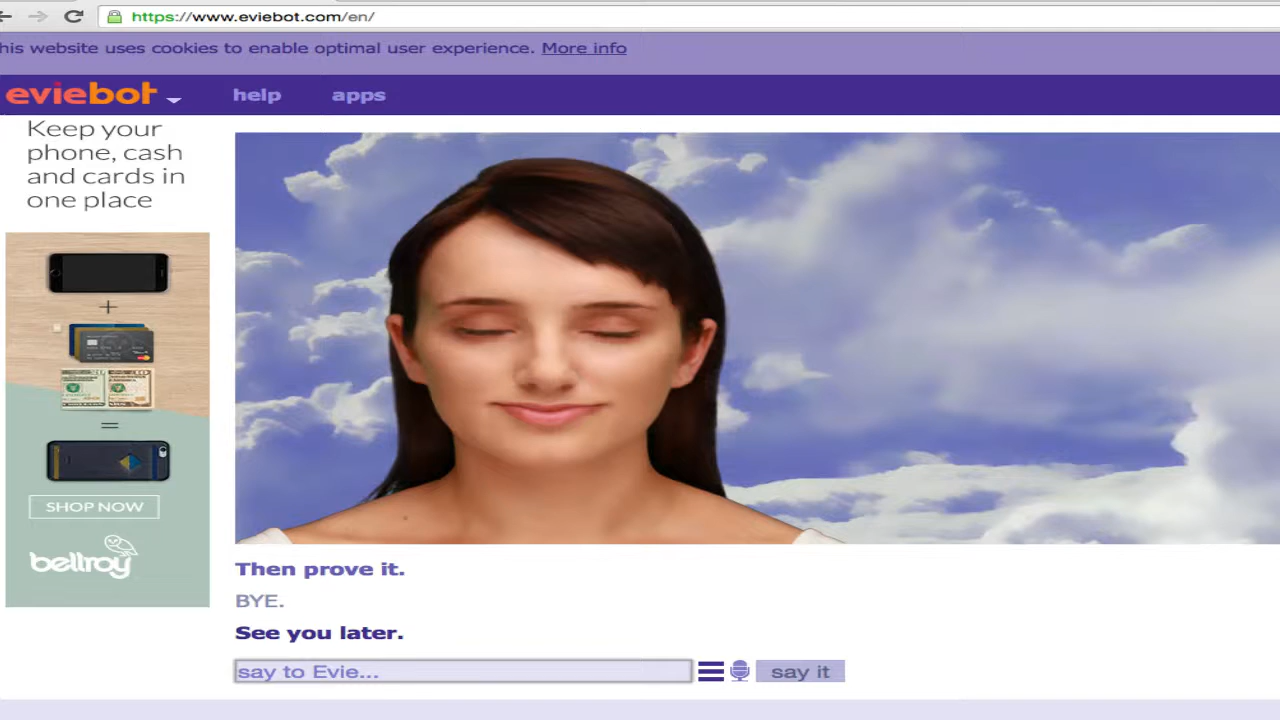 https://www.eviebot.com/en/
his website uses cookies to enable optimal user experience. More info
eviebot help apps
Keep your
phone, cash
and cards in
one place
+
=
SHOP NOW
bellroy
Then prove it.
BYE.
See you later.
say to Evie... say it